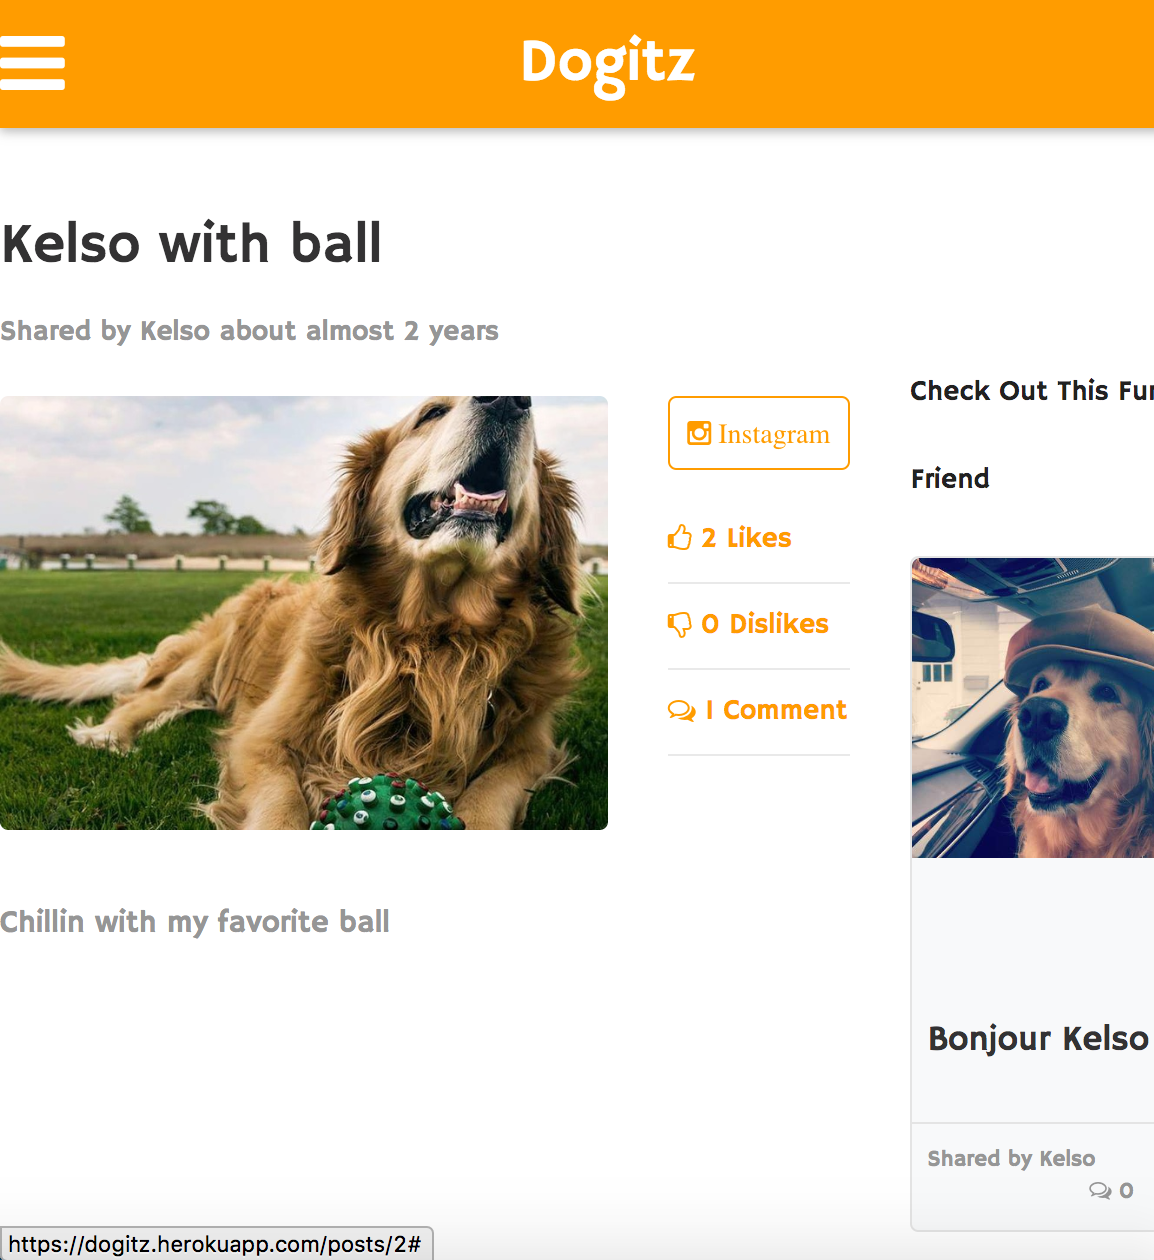 Dogitz
Kelso with ball
Shared by Kelso about almost 2 years
Instagram
2 Likes
0 Dislikes
1 Comment
Chillin with my favorite ball
Check Out This Fur
Friend
Bonjour Kelso
Shared by Kelso
0
https://dogitz.herokuapp.com/posts/2#